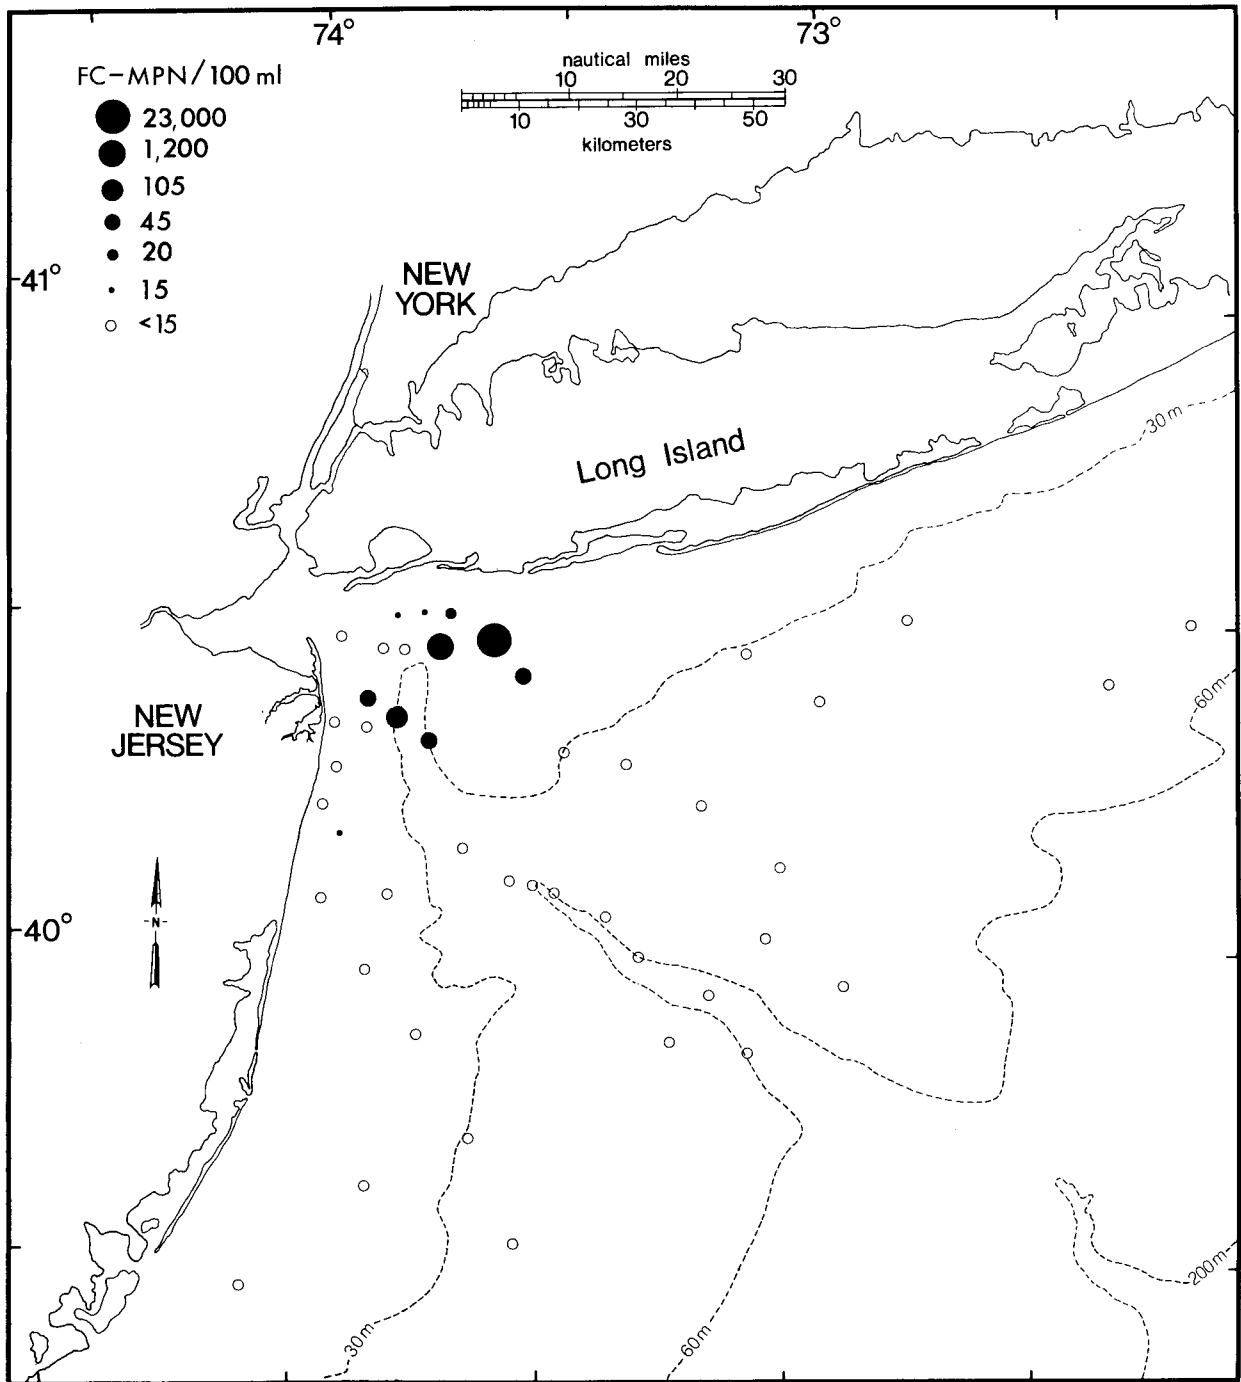 74°
73°
FC-MPN/100 ml
23,000
1,200
105
45
20
15
<15
nautical miles
10 20 30
10 30 50
kilometers
41°
NEW
YORK
Long Island
30m
60m
NEW
JERSEY
N
40°
200m
30m
60m